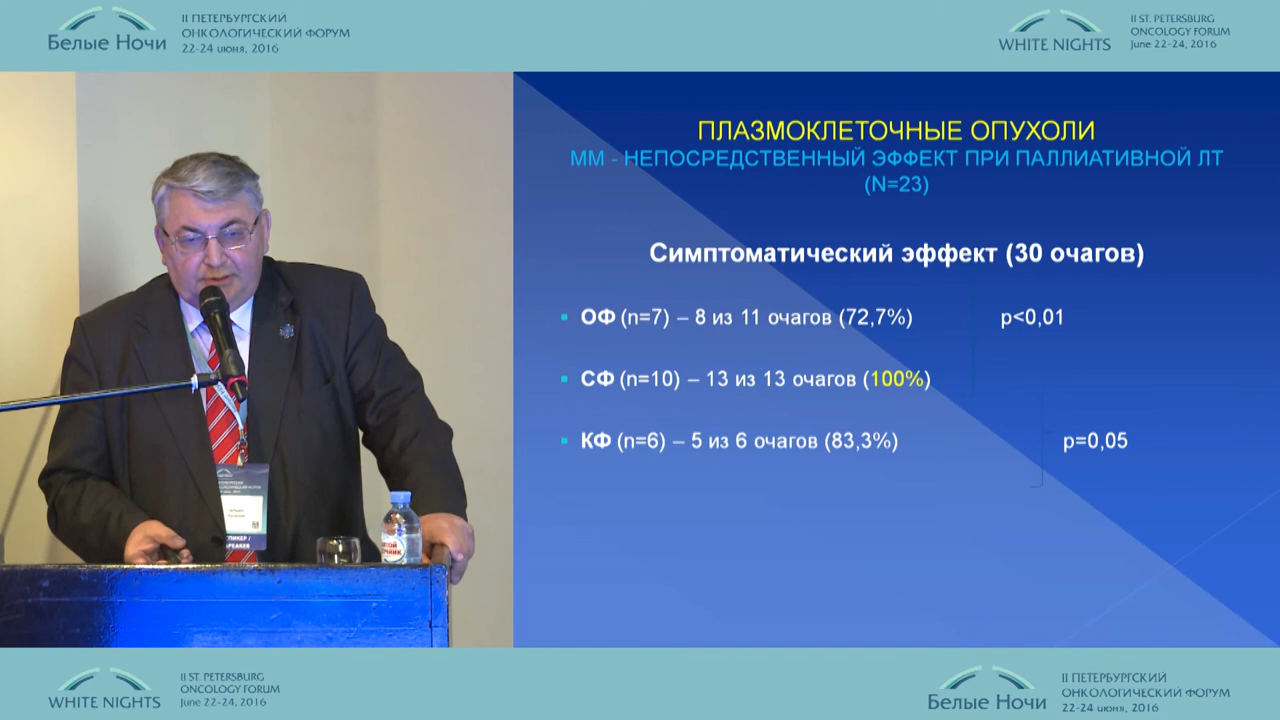 Белые Ночи
II ПЕТЕРБУРГСКИЙ
ОНКОЛОГИЧЕСКИЙ ФОРУМ
22-24 июня, 2016
WHITE NIGHTS
II ST. PETERSBURG
ONCOLOGY FORUM
June 22-24, 2016
ПЛАЗМОКЛЕТОЧНЫЕ ОПУХОЛИ
ММ - НЕПОСРЕДСТВЕННЫЙ ЭФФЕКТ ПРИ ПАЛЛИАТИВНОЙ ЛТ
(N=23)
Симптоматический эффект (30 очагов)
ОФ (n=7) – 8 из 11 очагов (72,7%) p<0,01
СФ (n=10) – 13 из 13 очагов (100%)
КФ (n=6) – 5 из 6 очагов (83,3%) p=0,05
WHITE NIGHTS
II ST. PETERSBURG
ONCOLOGY FORUM
June 22-24, 2016
Белые Ночи
II ПЕТЕРБУРГСКИЙ
ОНКОЛОГИЧЕСКИЙ ФОРУМ
22-24 июня, 2016